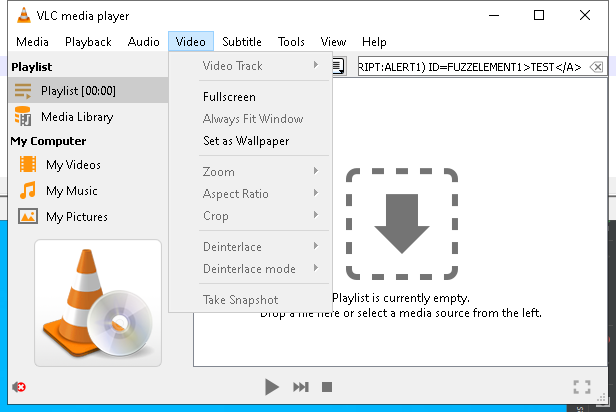 VLC media player
Media Playback Audio Video Subtitle Tools View Help
Playlist
Playlist [00:00]
Media Library
My Computer
My Videos
My Music
My Pictures
Video Track
Fullscreen
Always Fit Window
Set as Wallpaper
Zoom
Aspect Ratio
Crop
Deinterlace
Deinterlace mode
Take Snapshot
RIPT:ALERT1) ID=FUZZELEMENT1>TEST</A>
Playlist is currently empty.
Drop a file here or select a media source from the left.